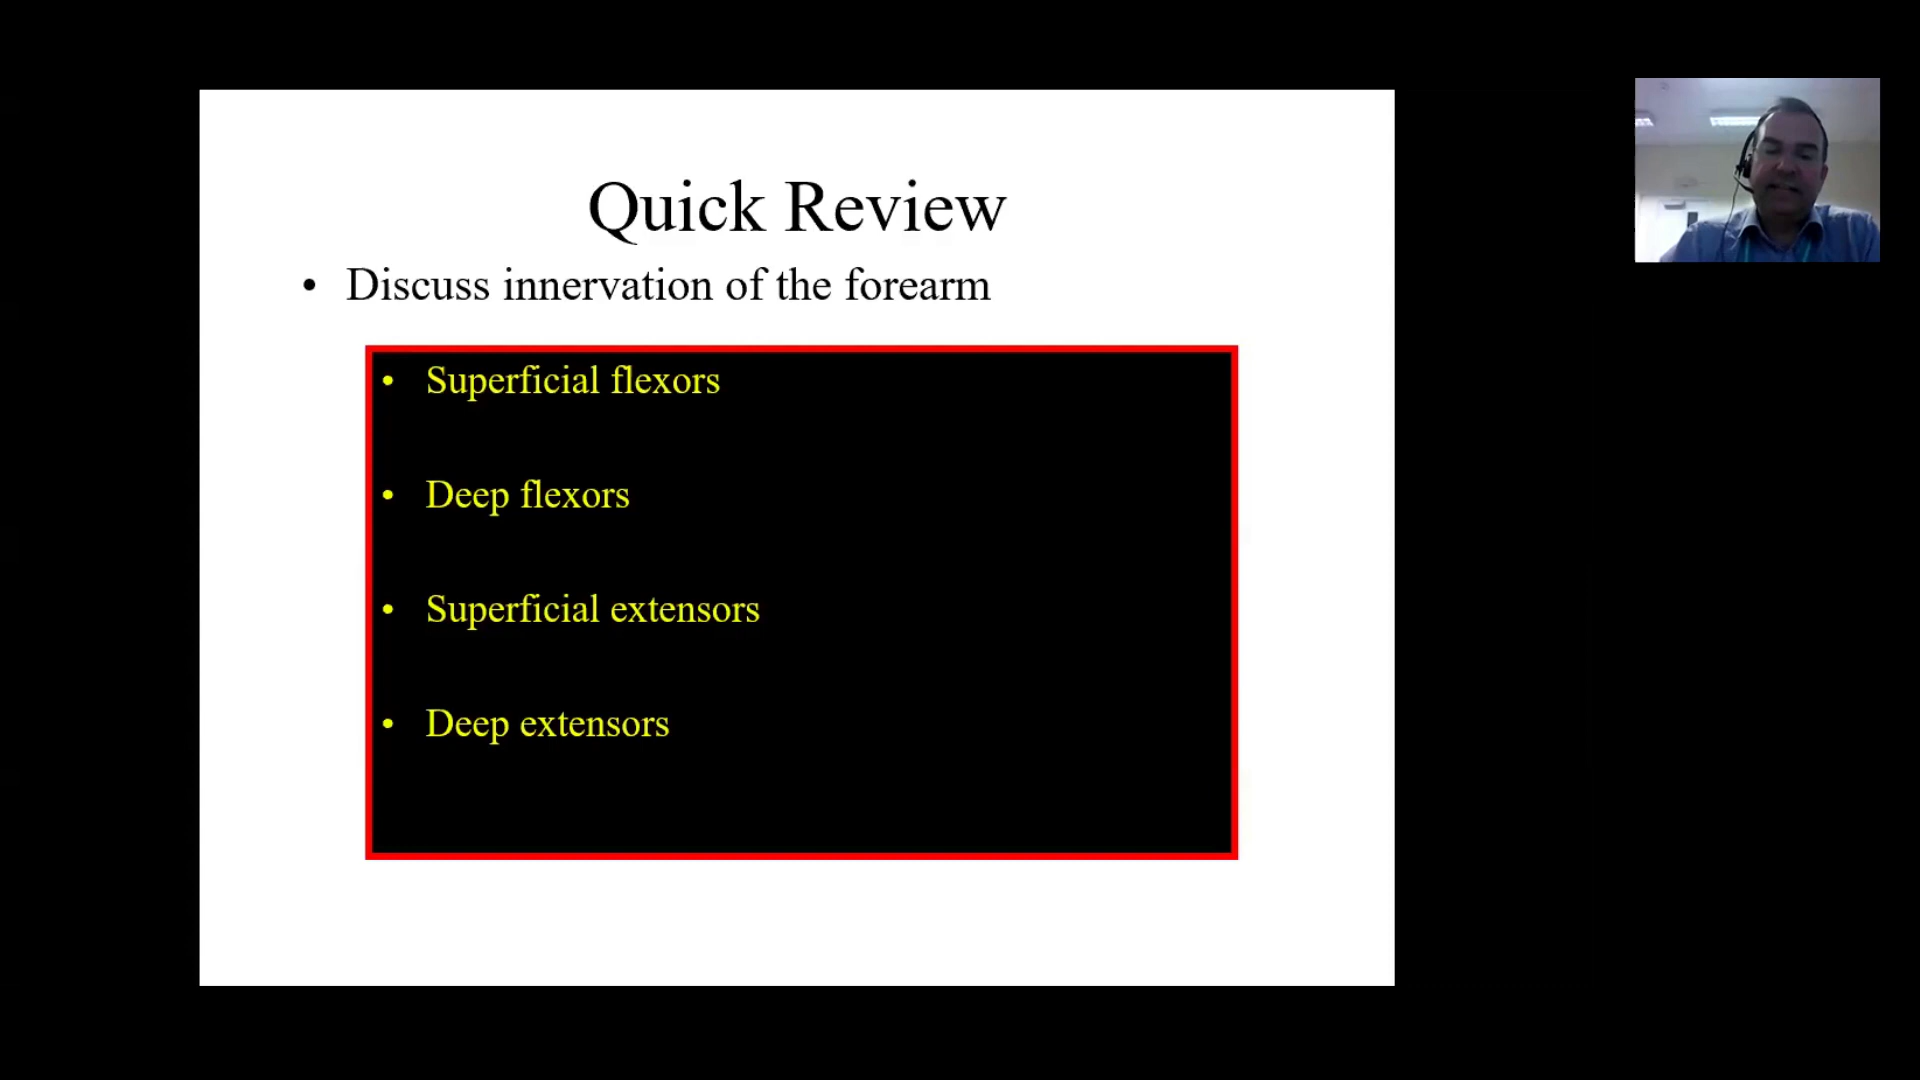 Quick Review
• Discuss innervation of the forearm
• Superficial flexors
• Deep flexors
• Superficial extensors
• Deep extensors